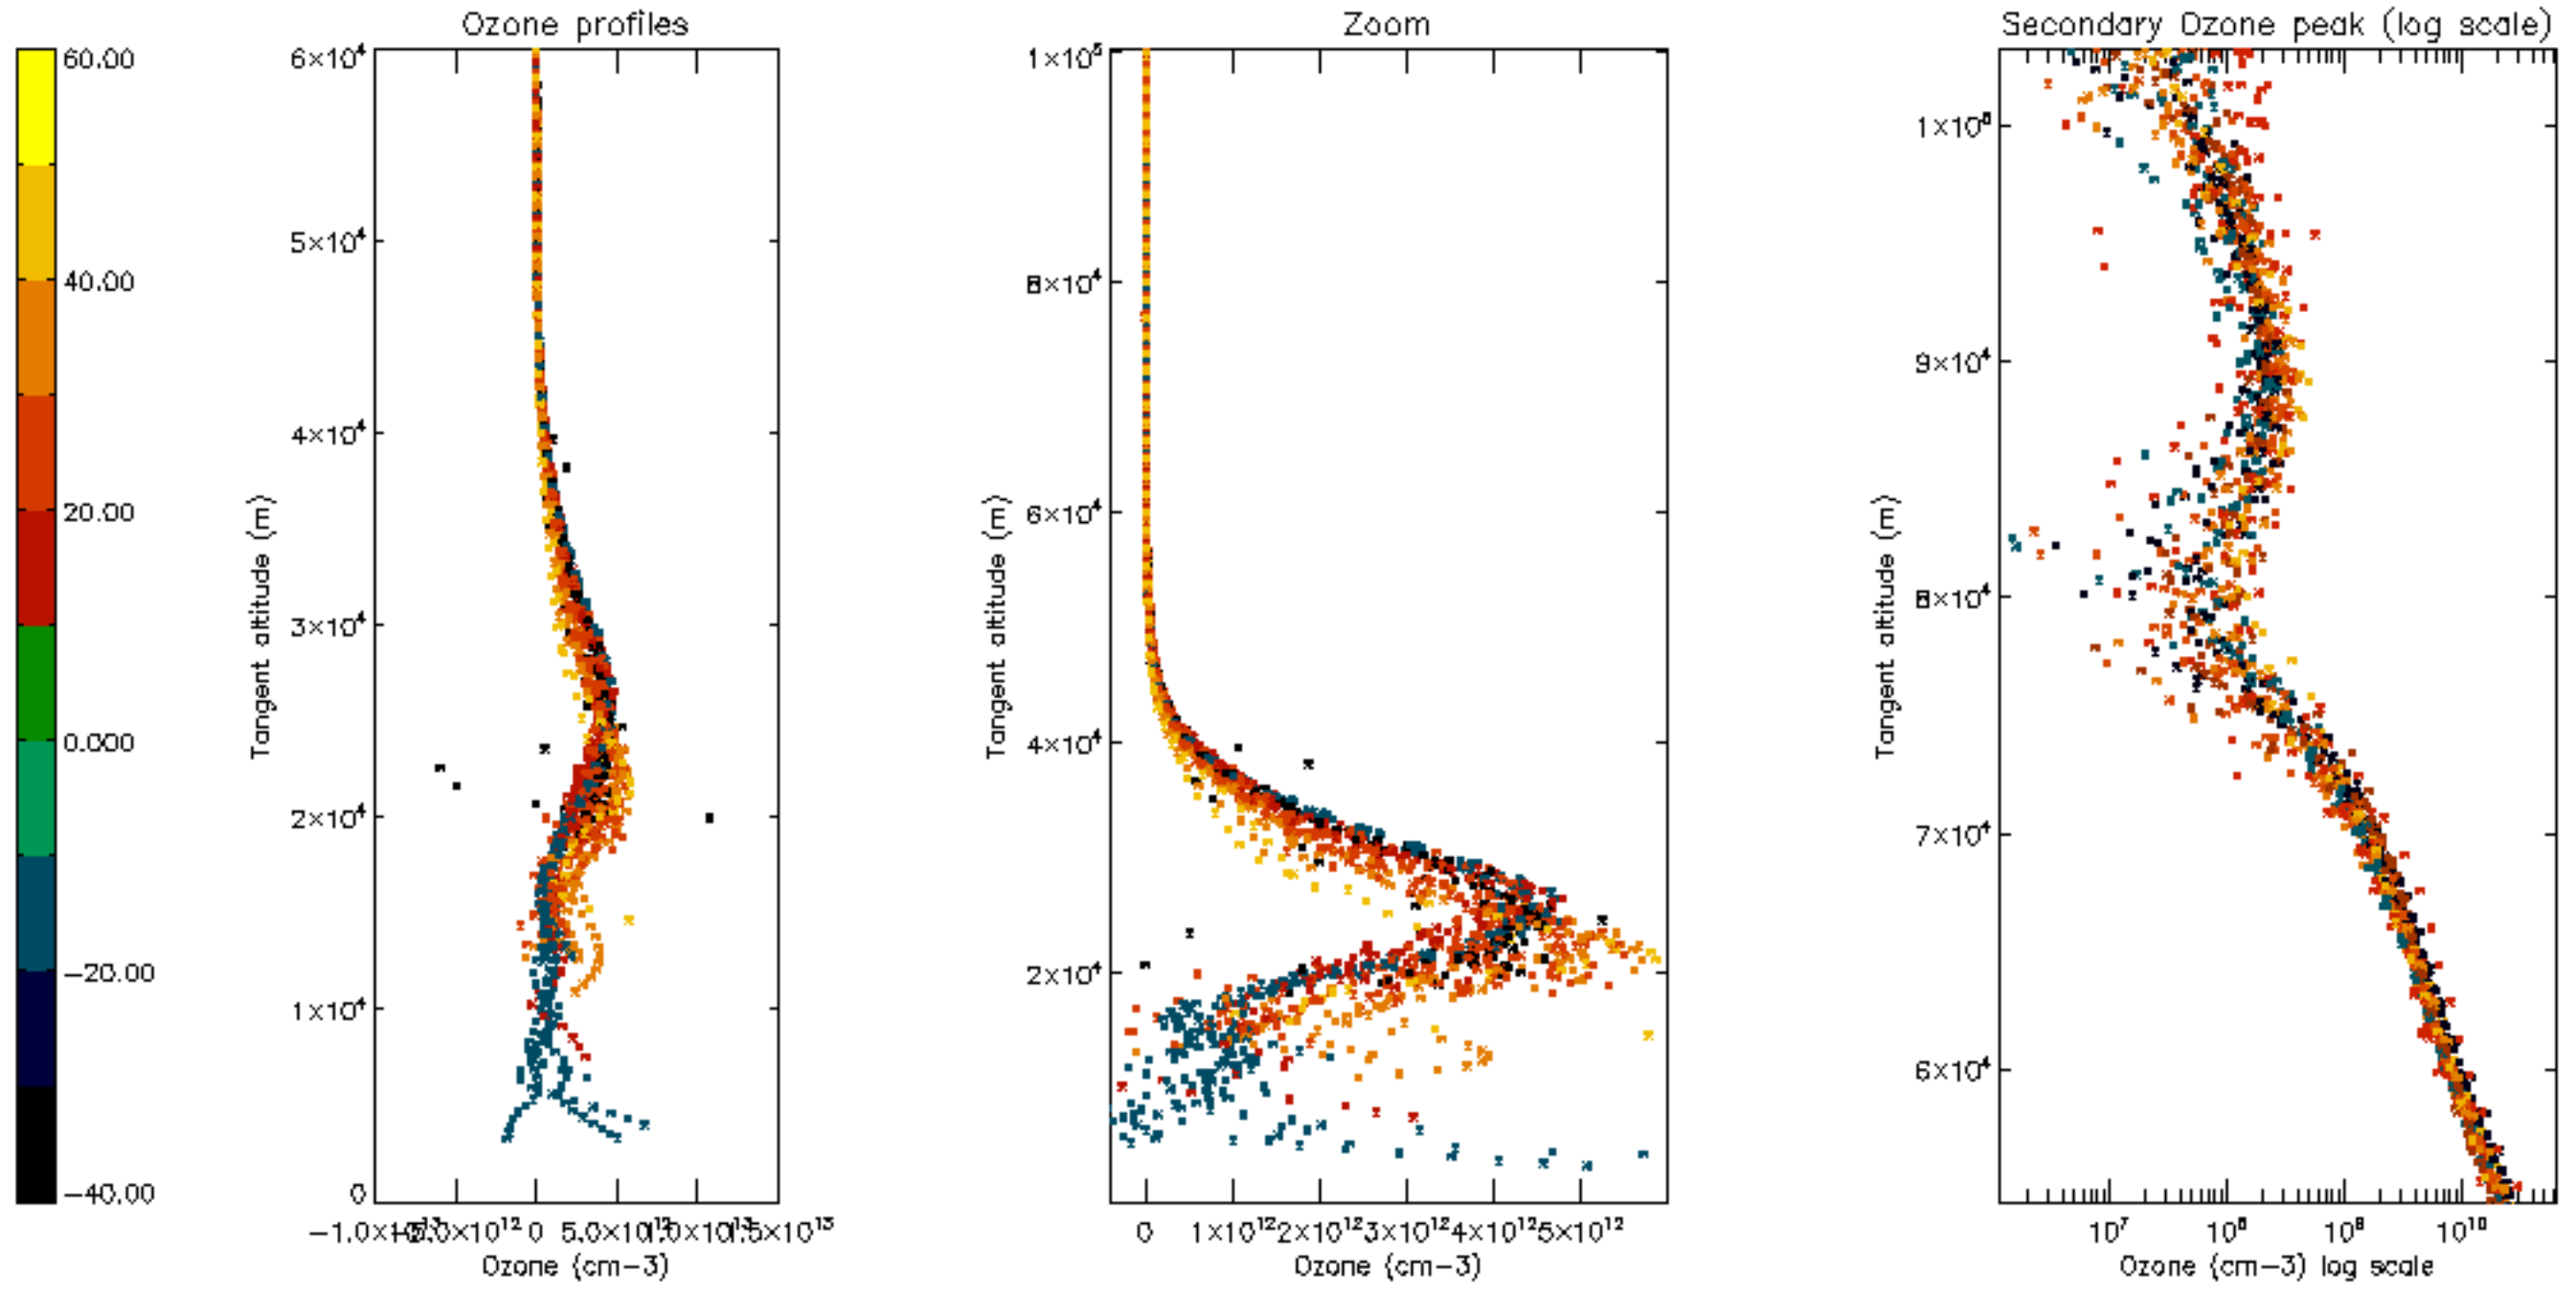 Ozone profiles
Zoom
Secondary Ozone peak (log scale)
60.00
40.00
20.00
0.000
−20.00
−40.00
Tangent altitude (m)
6×10⁴
5×10⁴
4×10⁴
3×10⁴
2×10⁴
1×10⁴
0
0
Ozone (cm−3)
Tangent altitude (m)
1×10⁵
8×10⁴
6×10⁴
4×10⁴
2×10⁴
0 1×10¹² 2×10¹² 3×10¹² 4×10¹² 5×10¹²
Ozone (cm−3)
Tangent altitude (m)
1×10⁵
9×10⁴
8×10⁴
7×10⁴
6×10⁴
10⁷ 10⁸ 10⁹ 10¹⁰
Ozone (cm−3) log scale